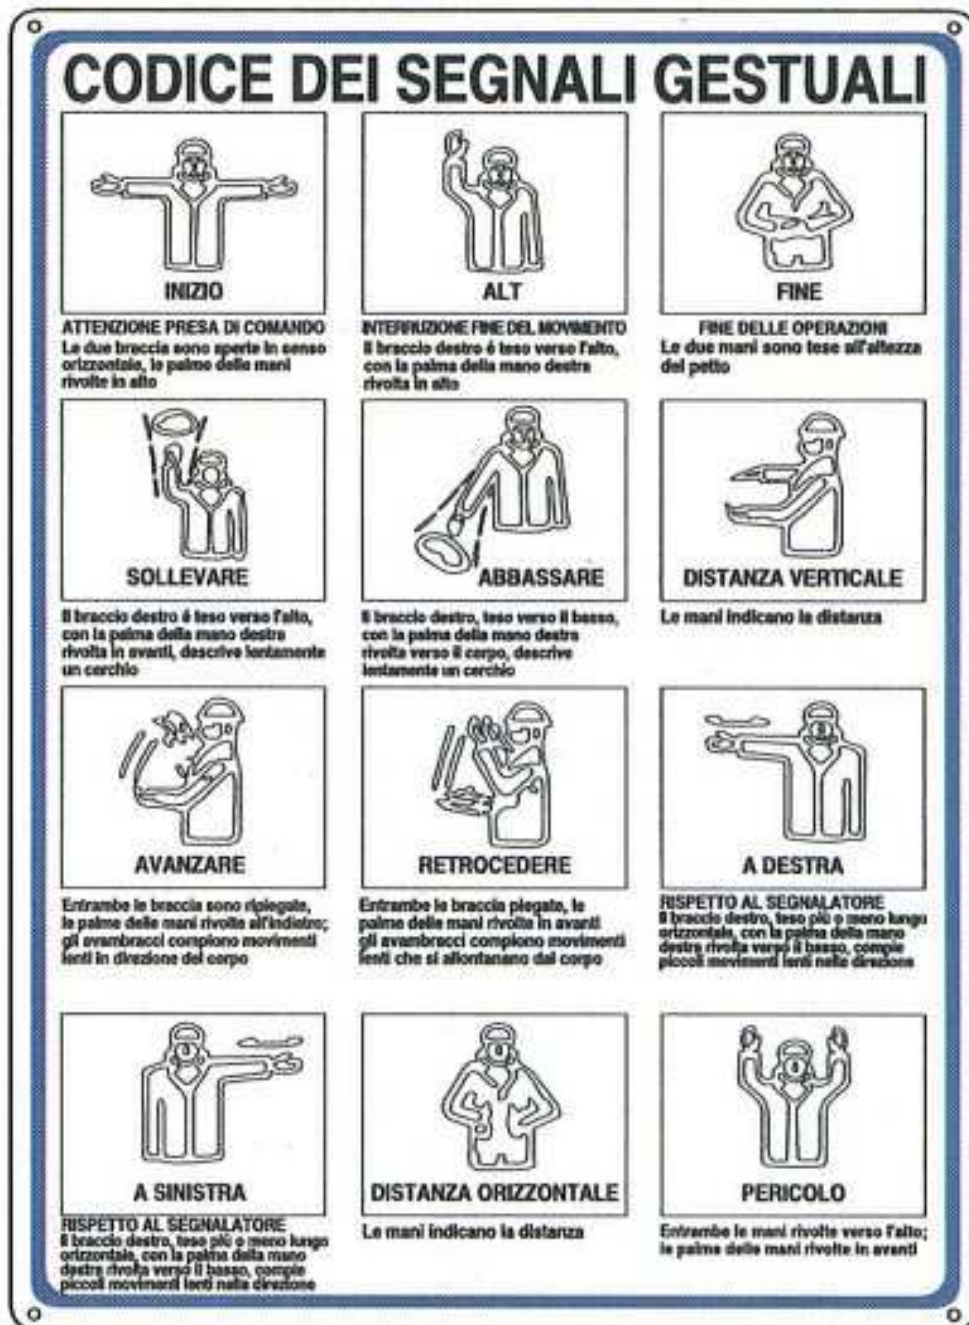 CODICE DEI SEGNALI GESTUALI
INIZIO
ATTENZIONE PRESA DI COMANDO
Le due braccia sono aperte in senso
orizzontale, le palme delle mani
rivolte in alto
ALT
INTERRUZIONE FINE DEL MOVIMENTO
Il braccio destro é teso verso l'alto,
con la palma della mano destra
rivolta in alto
FINE
FINE DELLE OPERAZIONI
Le due mani sono tese all'altezza
del petto
SOLLEVARE
Il braccio destro é teso verso l'alto,
con la palma della mano destra
rivolta in avanti, descrive lentamente
un cerchio
ABBASSARE
Il braccio destro, teso verso il basso,
con la palma della mano destra
rivolta verso il corpo, descrive
lentamente un cerchio
DISTANZA VERTICALE
Le mani indicano la distanza
AVANZARE
Entrambe le braccia sono ripiegate,
le palme delle mani rivolte all'indietro;
gli avambracci compiono movimenti
lenti in direzione del corpo
RETROCEDERE
Entrambe le braccia piegate, le
palme delle mani rivolte in avanti
gli avambracci compiono movimenti
lenti che si allontanano dal corpo
A DESTRA
RISPETTO AL SEGNALATORE
Il braccio destro, teso più o meno lungo
orizzontale, con la palma della mano
destra rivolta verso il basso, compie
piccoli movimenti lenti nella direzione
A SINISTRA
RISPETTO AL SEGNALATORE
Il braccio destro, teso più o meno lungo
orizzontale, con la palma della mano
destra rivolta verso il basso, compie
piccoli movimenti lenti nella direzione
DISTANZA ORIZZONTALE
Le mani indicano la distanza
PERICOLO
Entrambe le mani rivolte verso l'alto;
le palme delle mani rivolte in avanti